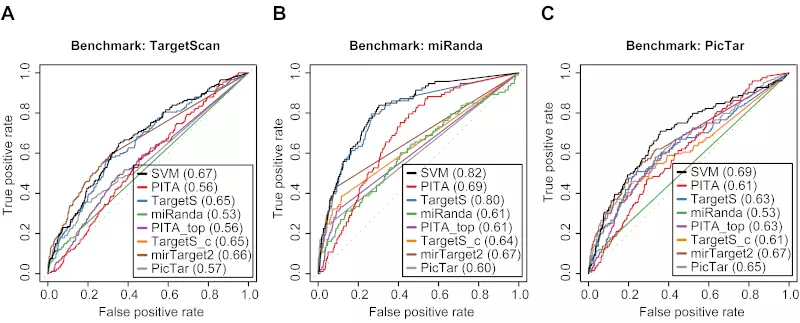 A
Benchmark: TargetScan
True positive rate
1.0
0.8
0.6
0.4
0.2
0.0
SVM (0.67)
PITA (0.56)
TargetS (0.65)
miRanda (0.53)
PITA_top (0.56)
TargetS_c (0.65)
mirTarget2 (0.66)
PicTar (0.57)
0.0 0.2 0.4 0.6 0.8 1.0
False positive rate
B
Benchmark: miRanda
True positive rate
1.0
0.8
0.6
0.4
0.2
0.0
SVM (0.82)
PITA (0.69)
TargetS (0.80)
miRanda (0.61)
PITA_top (0.61)
TargetS_c (0.64)
mirTarget2 (0.67)
PicTar (0.60)
0.0 0.2 0.4 0.6 0.8 1.0
False positive rate
C
Benchmark: PicTar
True positive rate
1.0
0.8
0.6
0.4
0.2
0.0
SVM (0.69)
PITA (0.61)
TargetS (0.63)
miRanda (0.53)
PITA_top (0.63)
TargetS_c (0.61)
mirTarget2 (0.67)
PicTar (0.65)
0.0 0.2 0.4 0.6 0.8 1.0
False positive rate